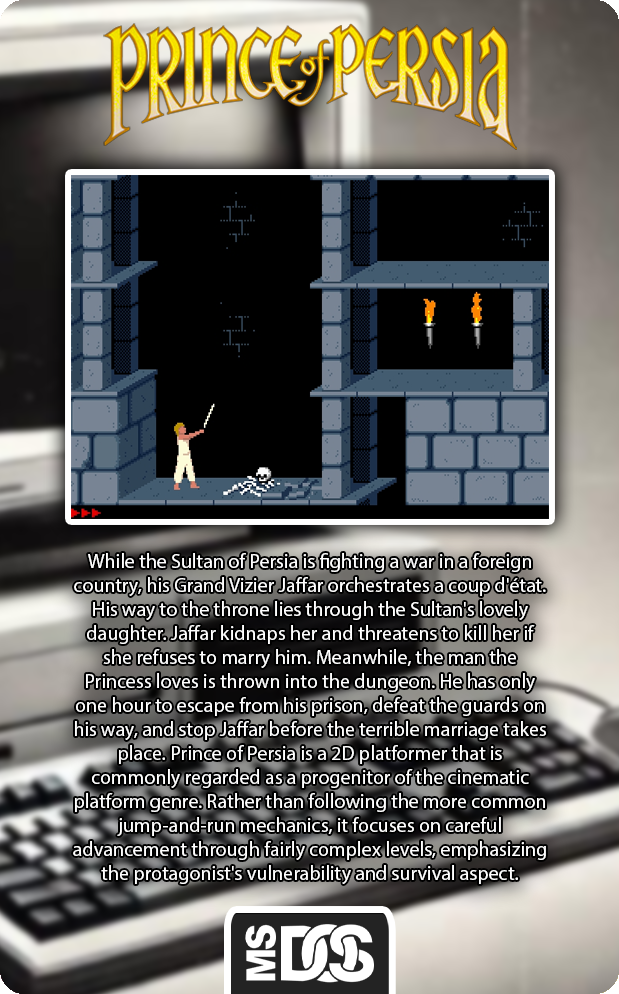 PRINCE of PERSIA
While the Sultan of Persia is fighting a war in a foreign
country, his Grand Vizier Jaffar orchestrates a coup d'état.
His way to the throne lies through the Sultan's lovely
daughter. Jaffar kidnaps her and threatens to kill her if
she refuses to marry him. Meanwhile, the man the
Princess loves is thrown into the dungeon. He has only
one hour to escape from his prison, defeat the guards on
his way, and stop Jaffar before the terrible marriage takes
place. Prince of Persia is a 2D platformer that is
commonly regarded as a progenitor of the cinematic
platform genre. Rather than following the more common
jump-and-run mechanics, it focuses on careful
advancement through fairly complex levels, emphasizing
the protagonist's vulnerability and survival aspect.
MS DOS